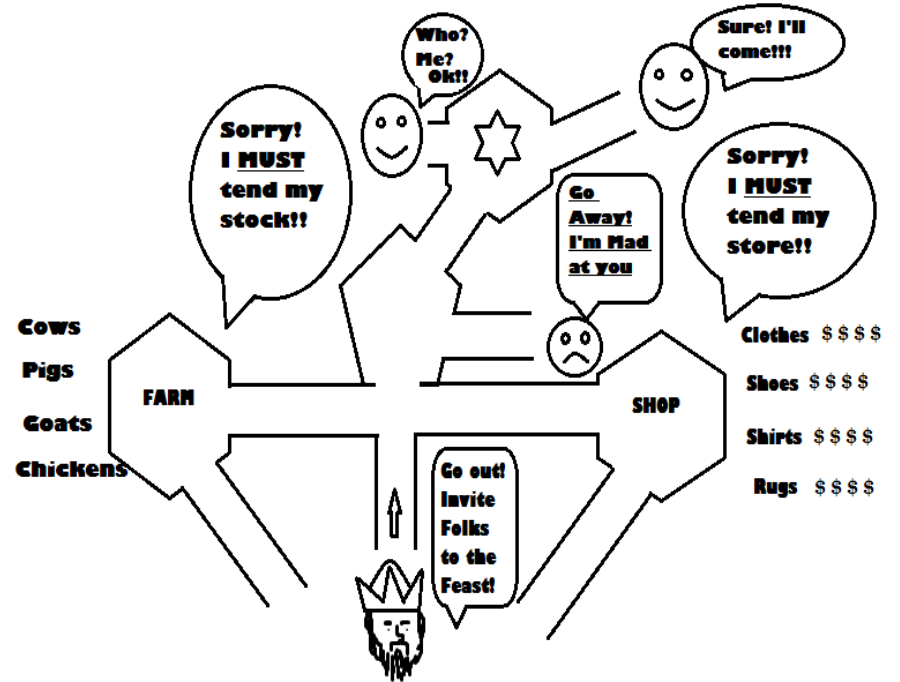 Who?
Me?
Ok!!
Sure! I'll
come!!!
Sorry!
I MUST
tend my
stock!!
Go
Away!
I'm Mad
at you
Sorry!
I MUST
tend my
store!!
Cows
Pigs
Goats
Chickens
FARM
SHOP
Clothes $$$$
Shoes $$$$
Shirts $$$$
Rugs $$$$
Go out!
Invite
Folks
to the
Feast!